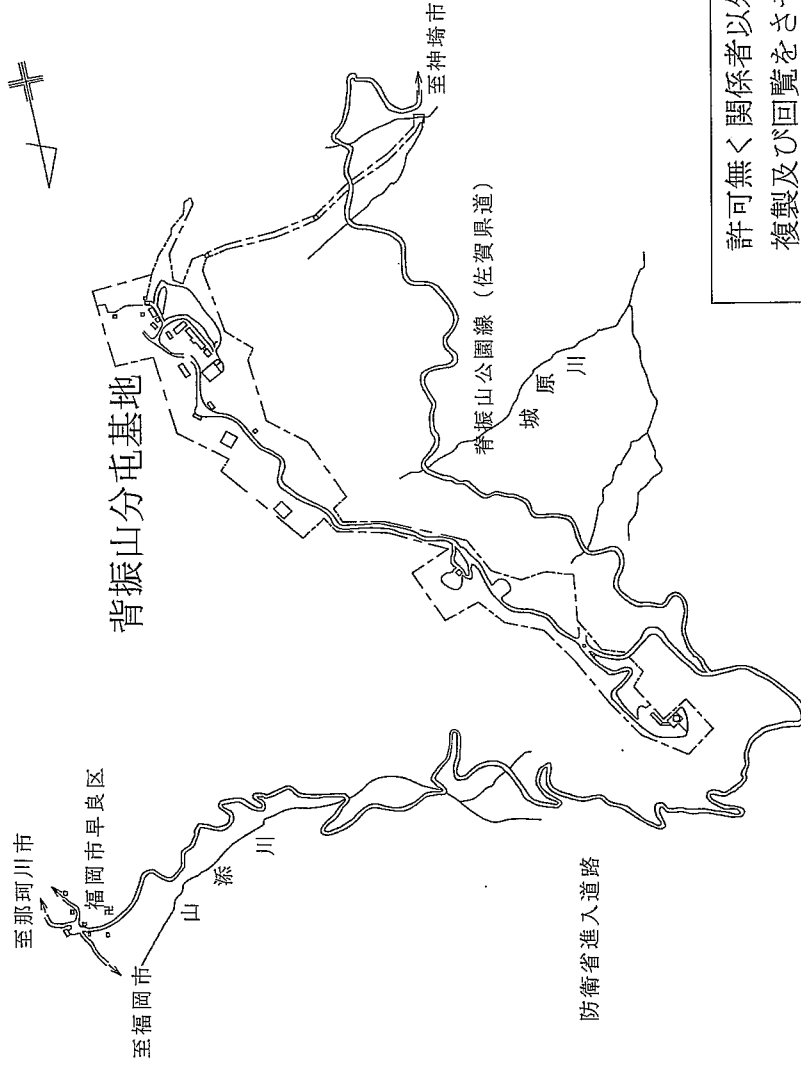 背振山分屯基地
至那珂川市
福岡市早良区
至福岡市
山添川
防衛省進入道路
脊振山公園線（佐賀県道）
城原川
至神埼市
許可無く関係者以外
複製及び回覧をさせ